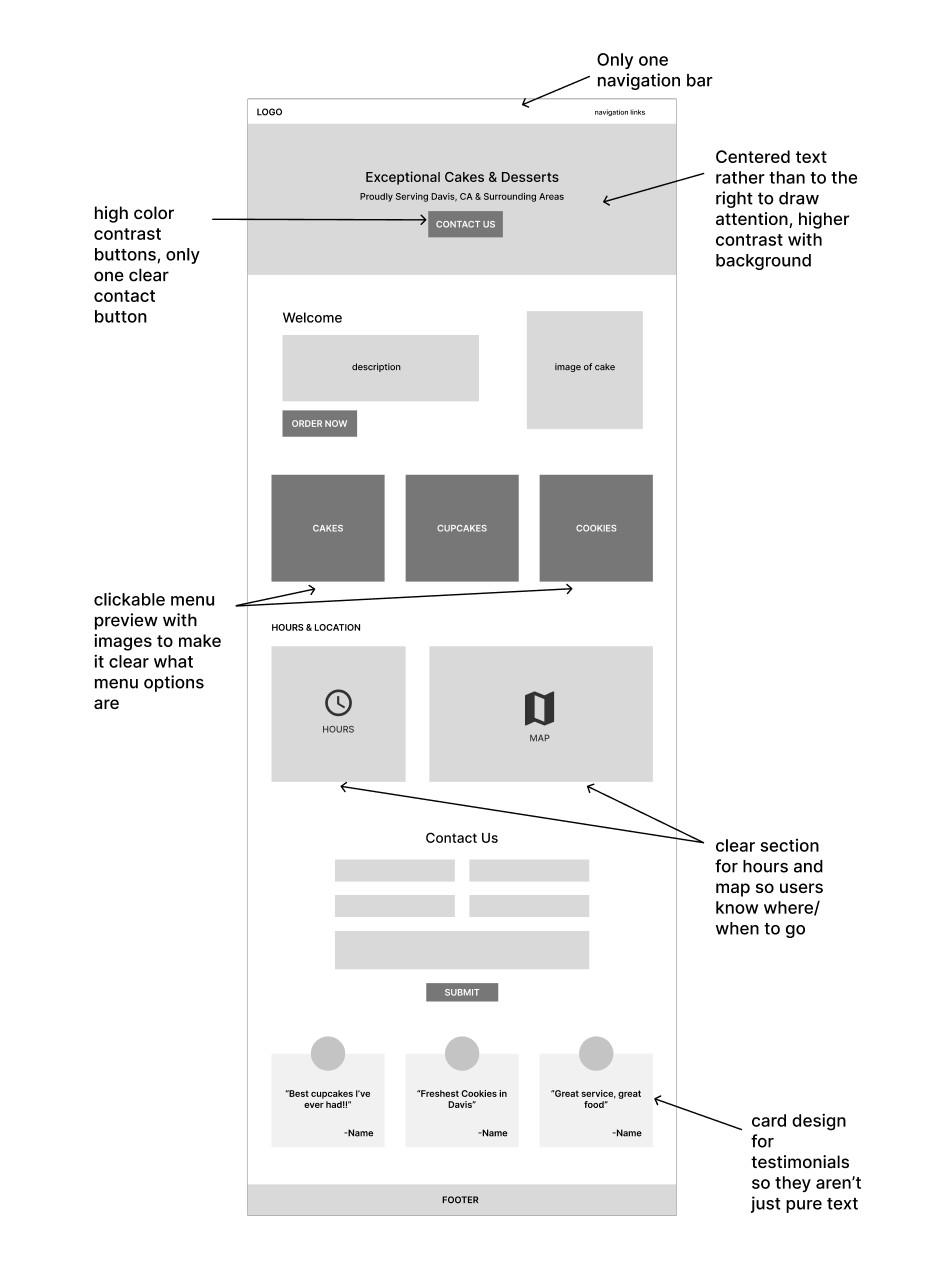 Only one
navigation bar
LOGO
navigation links
Exceptional Cakes & Desserts
Proudly Serving Davis, CA & Surrounding Areas
CONTACT US
Centered text
rather than to the
right to draw
attention, higher
contrast with
background
high color
contrast
buttons, only
one clear
contact
button
Welcome
description
image of cake
ORDER NOW
CAKES
CUPCAKES
COOKIES
clickable menu
preview with
images to make
it clear what
menu options
are
HOURS & LOCATION
HOURS
MAP
clear section
for hours and
map so users
know where/
when to go
Contact Us
SUBMIT
“Best cupcakes I’ve
ever had!!”
-Name
“Freshest Cookies in
Davis”
-Name
“Great service, great
food”
-Name
card design
for
testimonials
so they aren’t
just pure text
FOOTER